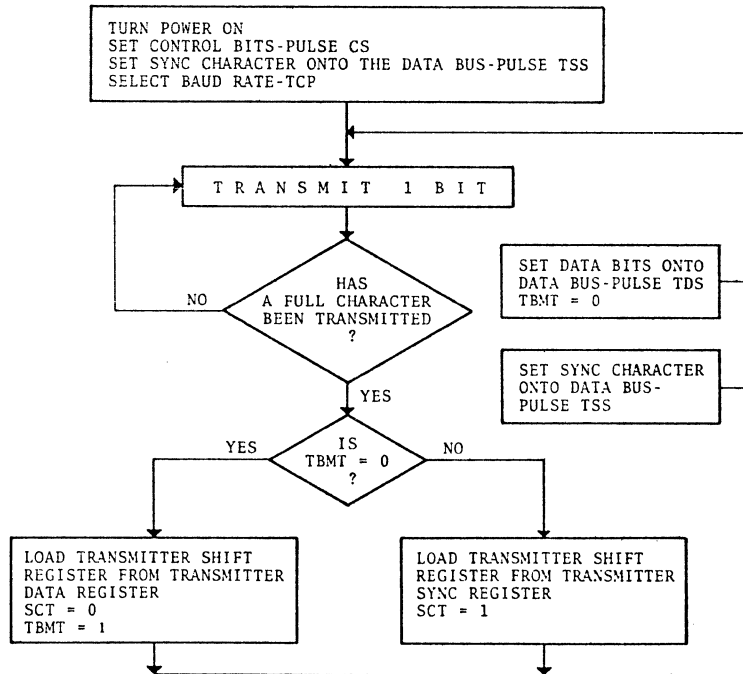 TURN POWER ON
SET CONTROL BITS-PULSE CS
SET SYNC CHARACTER ONTO THE DATA BUS-PULSE TSS
SELECT BAUD RATE-TCP
TRANSMIT 1 BIT
HAS
A FULL CHARACTER
BEEN TRANSMITTED
?
NO
SET DATA BITS ONTO
DATA BUS-PULSE TDS
TBMT = 0
SET SYNC CHARACTER
ONTO DATA BUS-
PULSE TSS
YES
IS
TBMT = 0
?
YES
NO
LOAD TRANSMITTER SHIFT
REGISTER FROM TRANSMITTER
DATA REGISTER
SCT = 0
TBMT = 1
LOAD TRANSMITTER SHIFT
REGISTER FROM TRANSMITTER
SYNC REGISTER
SCT = 1